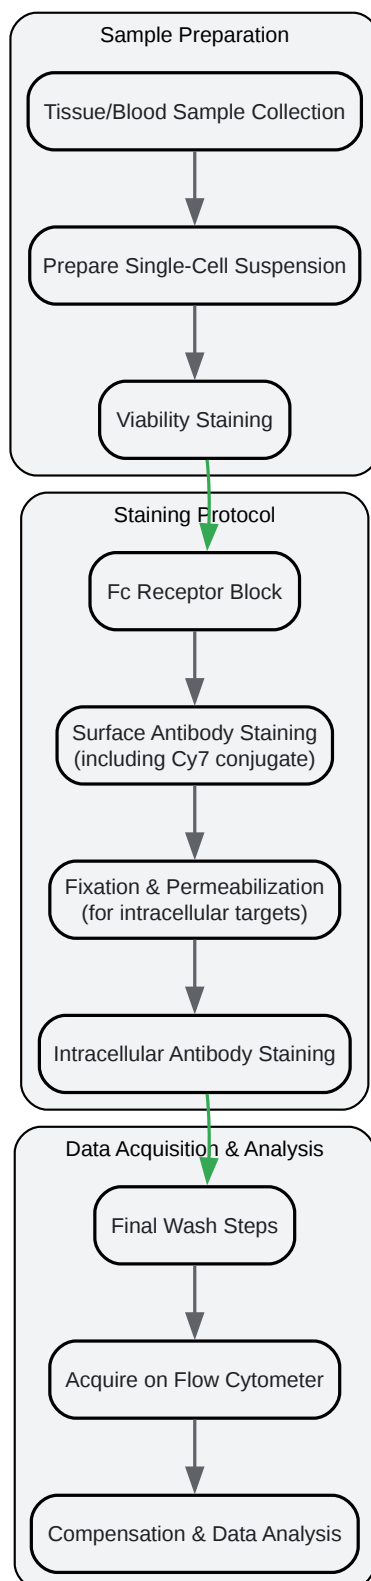 Sample Preparation
Tissue/Blood Sample Collection
Prepare Single-Cell Suspension
Viability Staining
Staining Protocol
Fc Receptor Block
Surface Antibody Staining
(including Cy7 conjugate)
Fixation & Permeabilization
(for intracellular targets)
Intracellular Antibody Staining
Data Acquisition & Analysis
Final Wash Steps
Acquire on Flow Cytometer
Compensation & Data Analysis